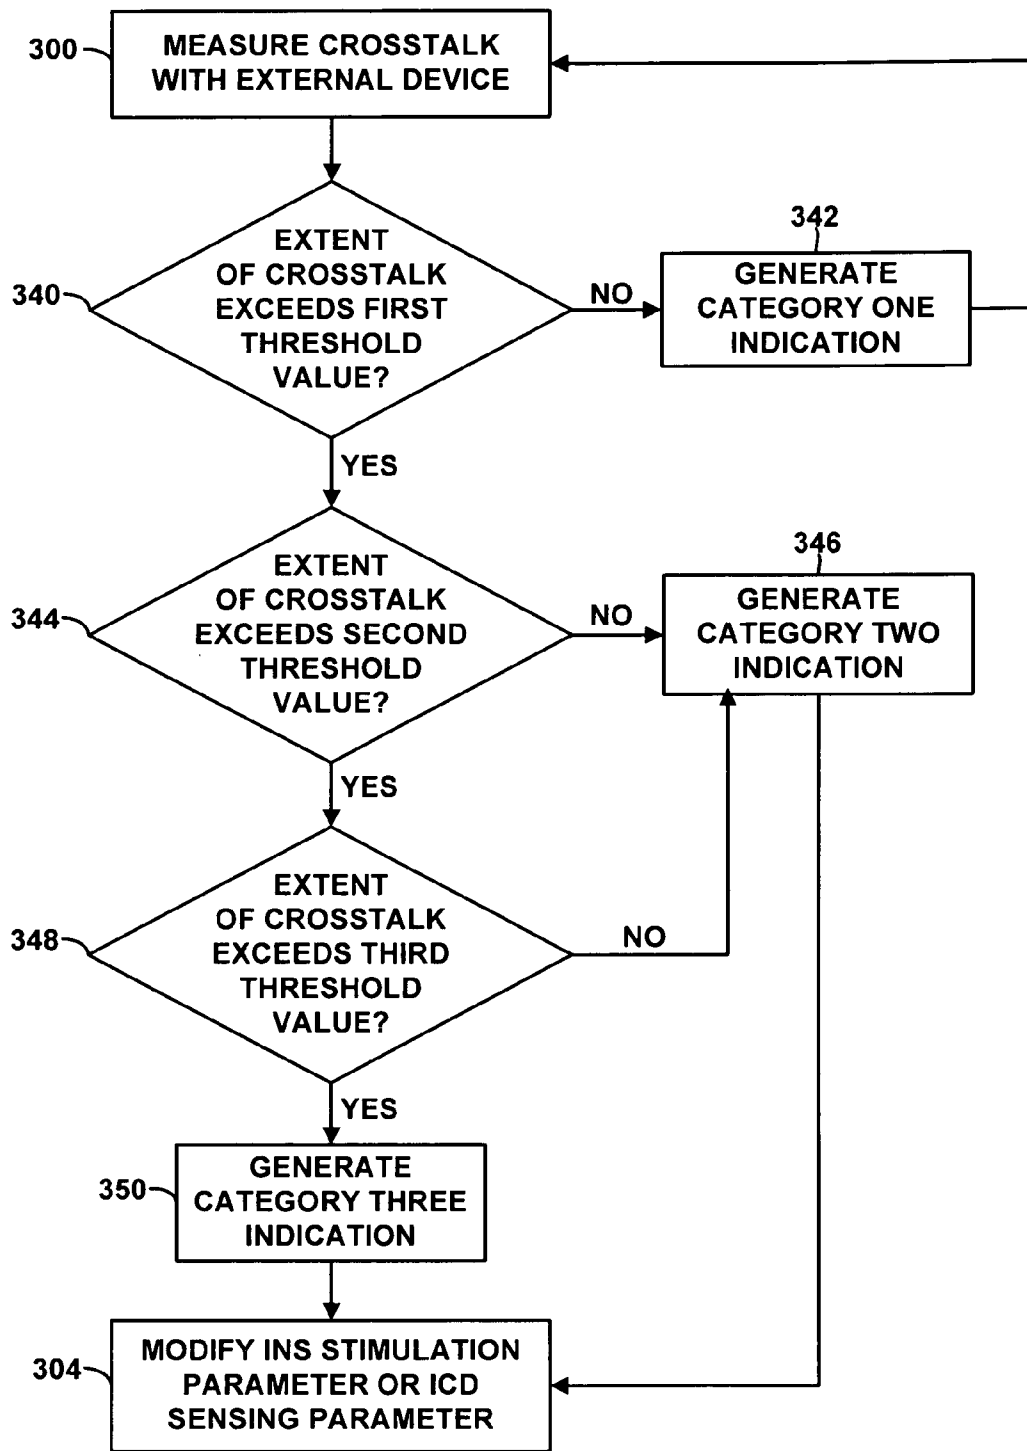 300
MEASURE CROSSTALK
WITH EXTERNAL DEVICE
340
EXTENT
OF CROSSTALK
EXCEEDS FIRST
THRESHOLD
VALUE?
NO
342
GENERATE
CATEGORY ONE
INDICATION
YES
344
EXTENT
OF CROSSTALK
EXCEEDS SECOND
THRESHOLD
VALUE?
NO
346
GENERATE
CATEGORY TWO
INDICATION
YES
348
EXTENT
OF CROSSTALK
EXCEEDS THIRD
THRESHOLD
VALUE?
NO
YES
350
GENERATE
CATEGORY THREE
INDICATION
304
MODIFY INS STIMULATION
PARAMETER OR ICD
SENSING PARAMETER